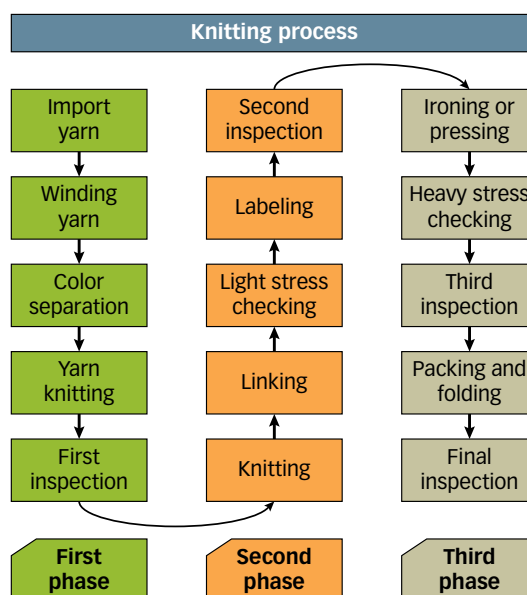 Knitting process
Import
yarn
Winding
yarn
Color
separation
Yarn
knitting
First
inspection
First
phase
Second
inspection
Labeling
Light stress
checking
Linking
Knitting
Second
phase
Ironing or
pressing
Heavy stress
checking
Third
inspection
Packing and
folding
Final
inspection
Third
phase